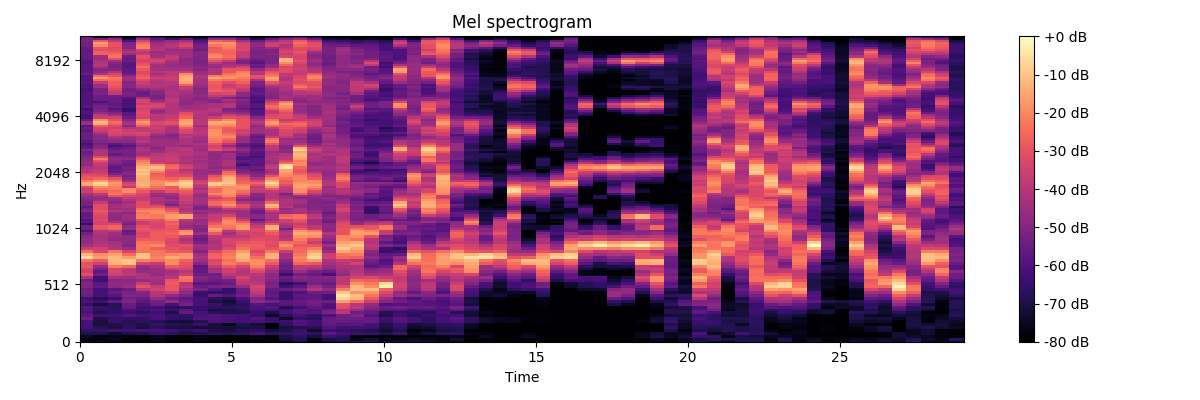 Mel spectrogram
Hz
8192
4096
2048
1024
512
0
0 5 10 15 20 25
Time
+0 dB
-10 dB
-20 dB
-30 dB
-40 dB
-50 dB
-60 dB
-70 dB
-80 dB